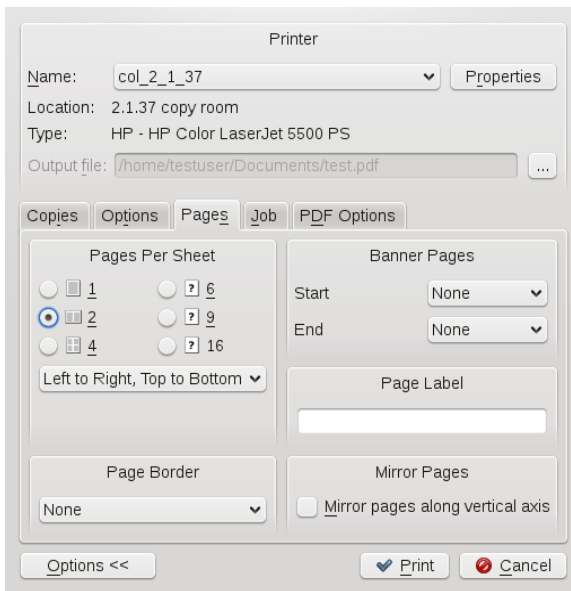 Printer
Name: col_2_1_37 Properties
Location: 2.1.37 copy room
Type: HP - HP Color LaserJet 5500 PS
Output file: /home/testuser/Documents/test.pdf ...
Copies Options Pages Job PDF Options
Pages Per Sheet
1 ? 6
2 ? 9
4 ? 16
Left to Right, Top to Bottom
Banner Pages
Start None
End None
Page Label
Page Border
None
Mirror Pages
Mirror pages along vertical axis
Options << Print Cancel